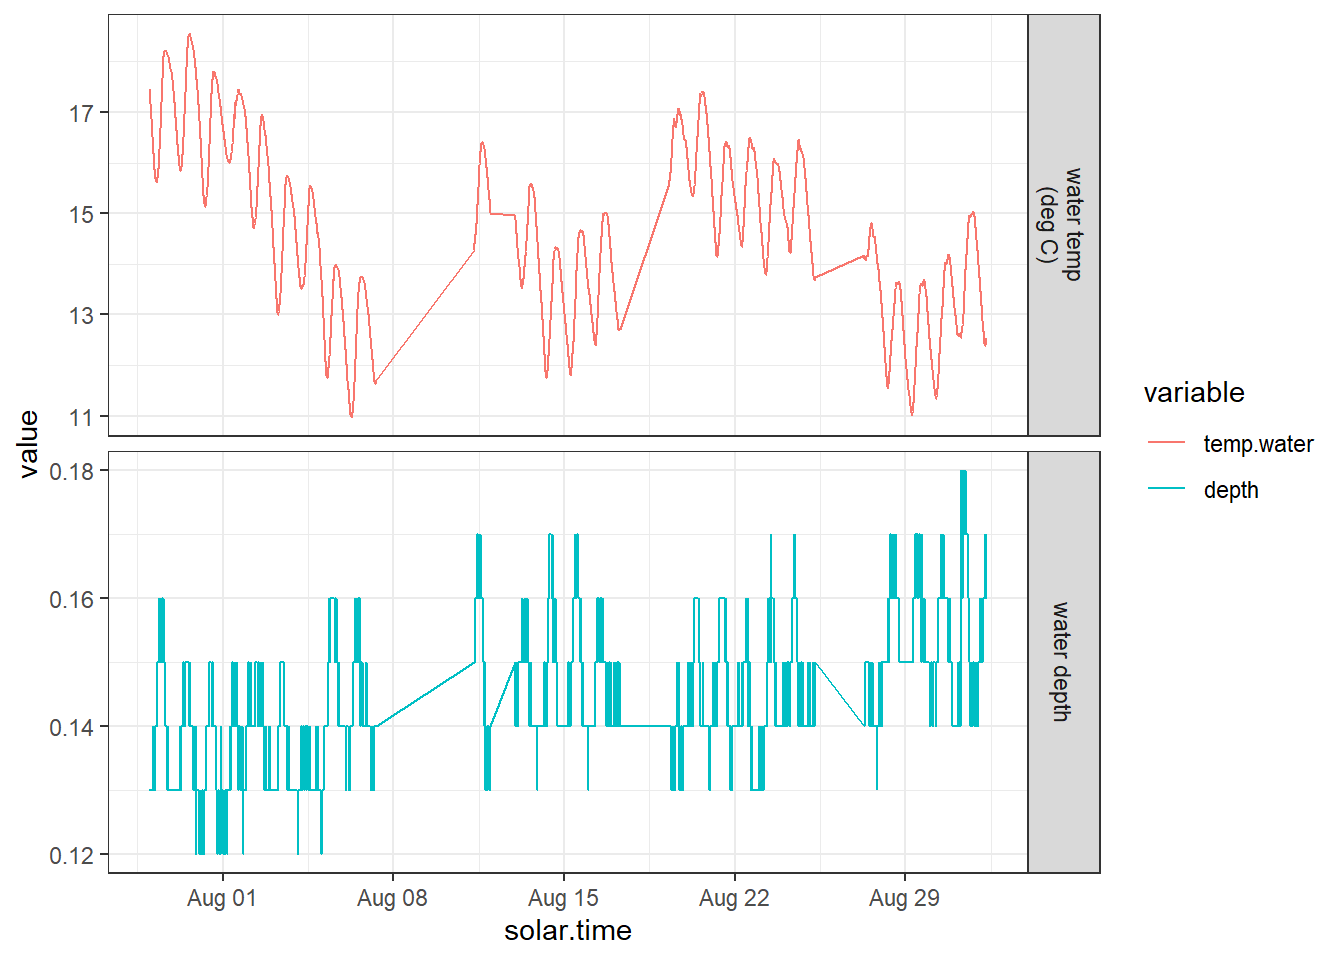 17
15
13
11
water temp
(deg C)
value
0.18
0.16
0.14
0.12
water depth
Aug 01
Aug 08
Aug 15
Aug 22
Aug 29
solar.time
variable
temp.water
depth